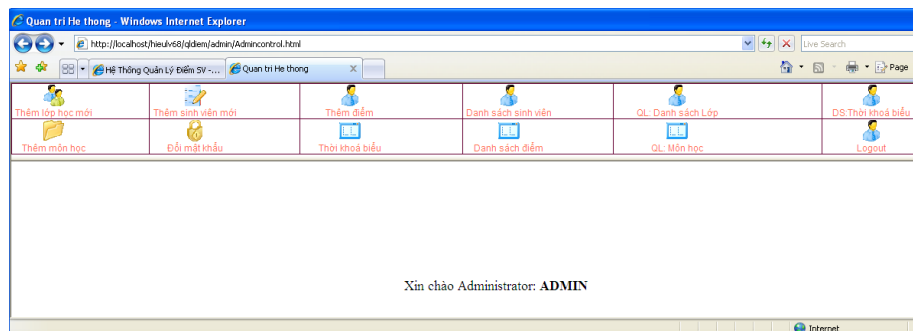 Quan tri He thong - Windows Internet Explorer
http://localhost/hieulv68/qldiem/admin/Admincontrol.html
Live Search
Hệ Thống Quản Lý Điểm SV -...
Quan tri He thong
Page
Thêm lớp học mới
Thêm sinh viên mới
Thêm điểm
Danh sách sinh viên
QL: Danh sách Lớp
DS:Thời khoá biểu
Thêm môn học
Đổi mật khẩu
Thời khoá biểu
Danh sách điểm
QL: Môn học
Logout
Xin chào Administrator: ADMIN
Internet